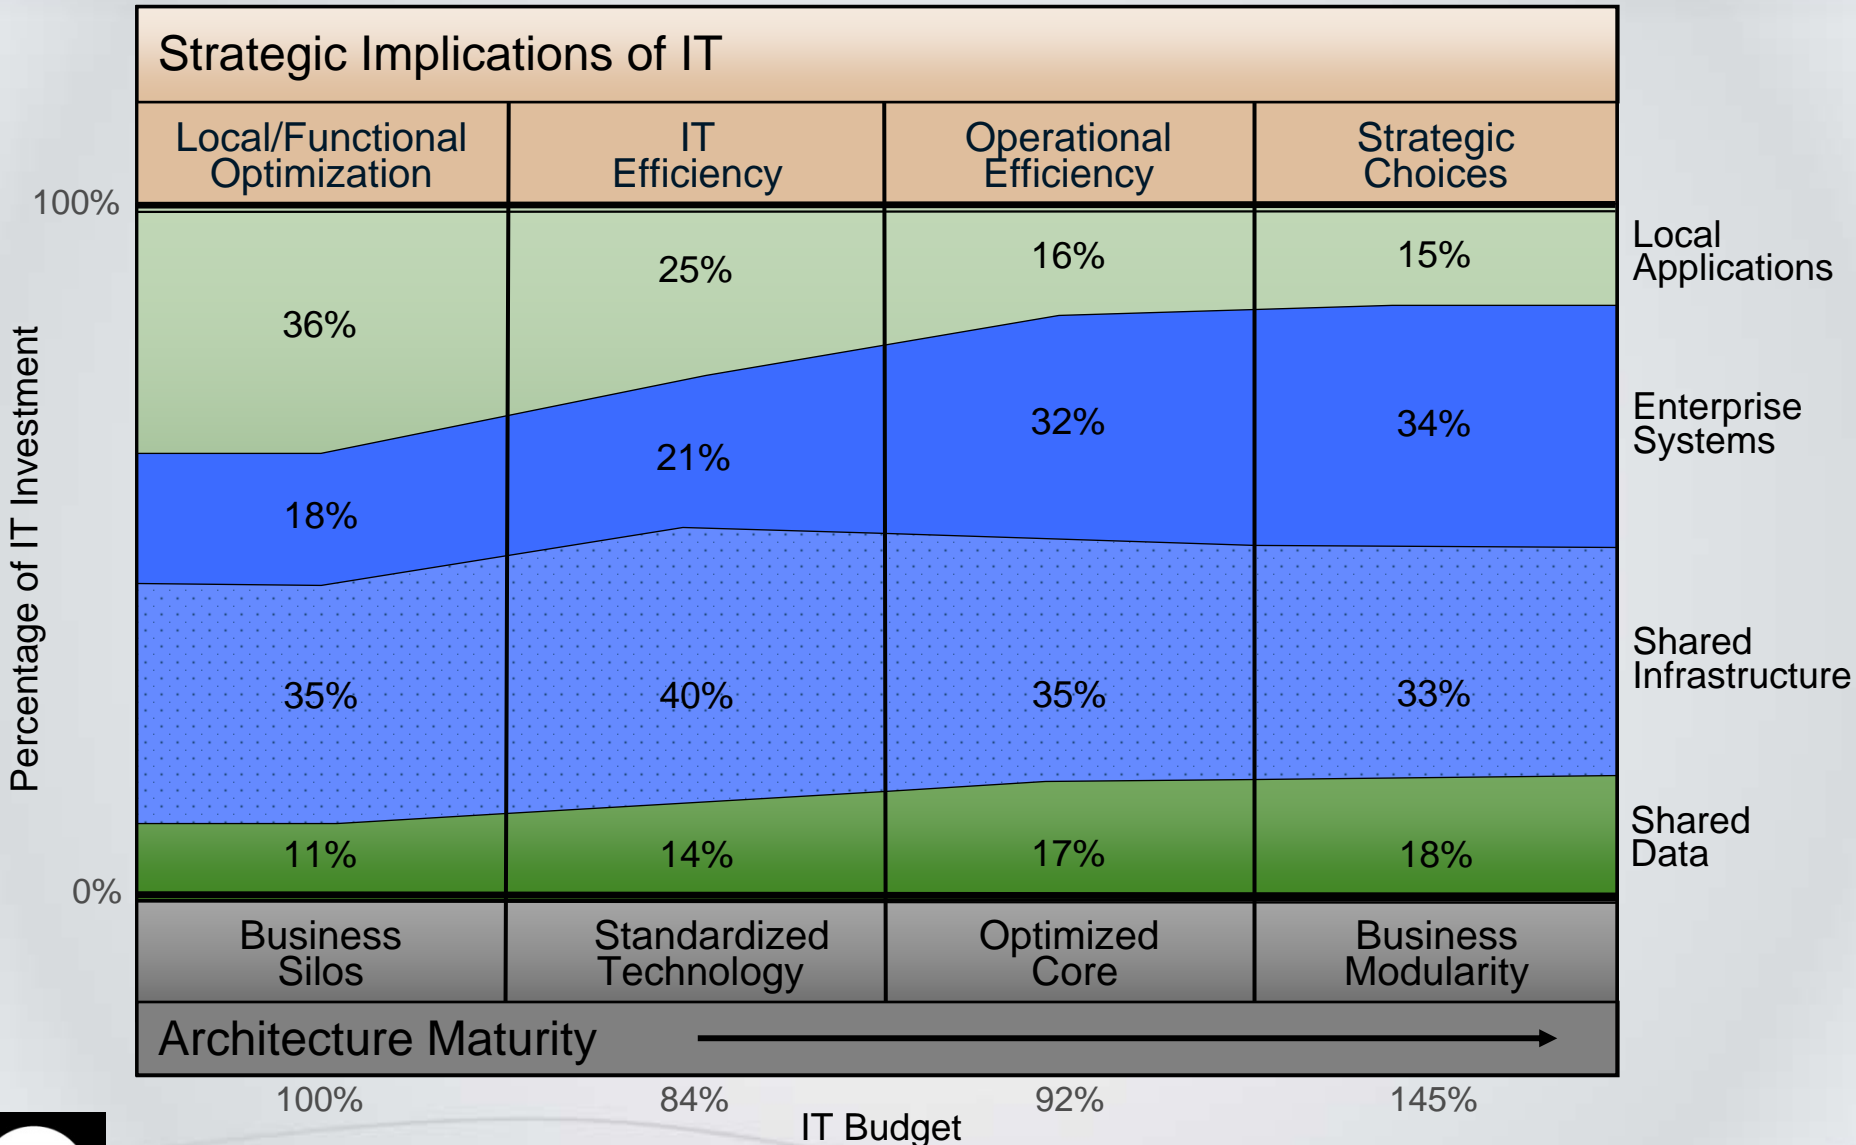 Strategic Implications of IT
Local/Functional
Optimization
IT
Efficiency
Operational
Efficiency
Strategic
Choices
100%
36%
25%
16%
15%
Local
Applications
18%
21%
32%
34%
Enterprise
Systems
Percentage of IT Investment
35%
40%
35%
33%
Shared
Infrastructure
11%
14%
17%
18%
Shared
Data
0%
Business
Silos
Standardized
Technology
Optimized
Core
Business
Modularity
Architecture Maturity
100%
84%
92%
145%
IT Budget